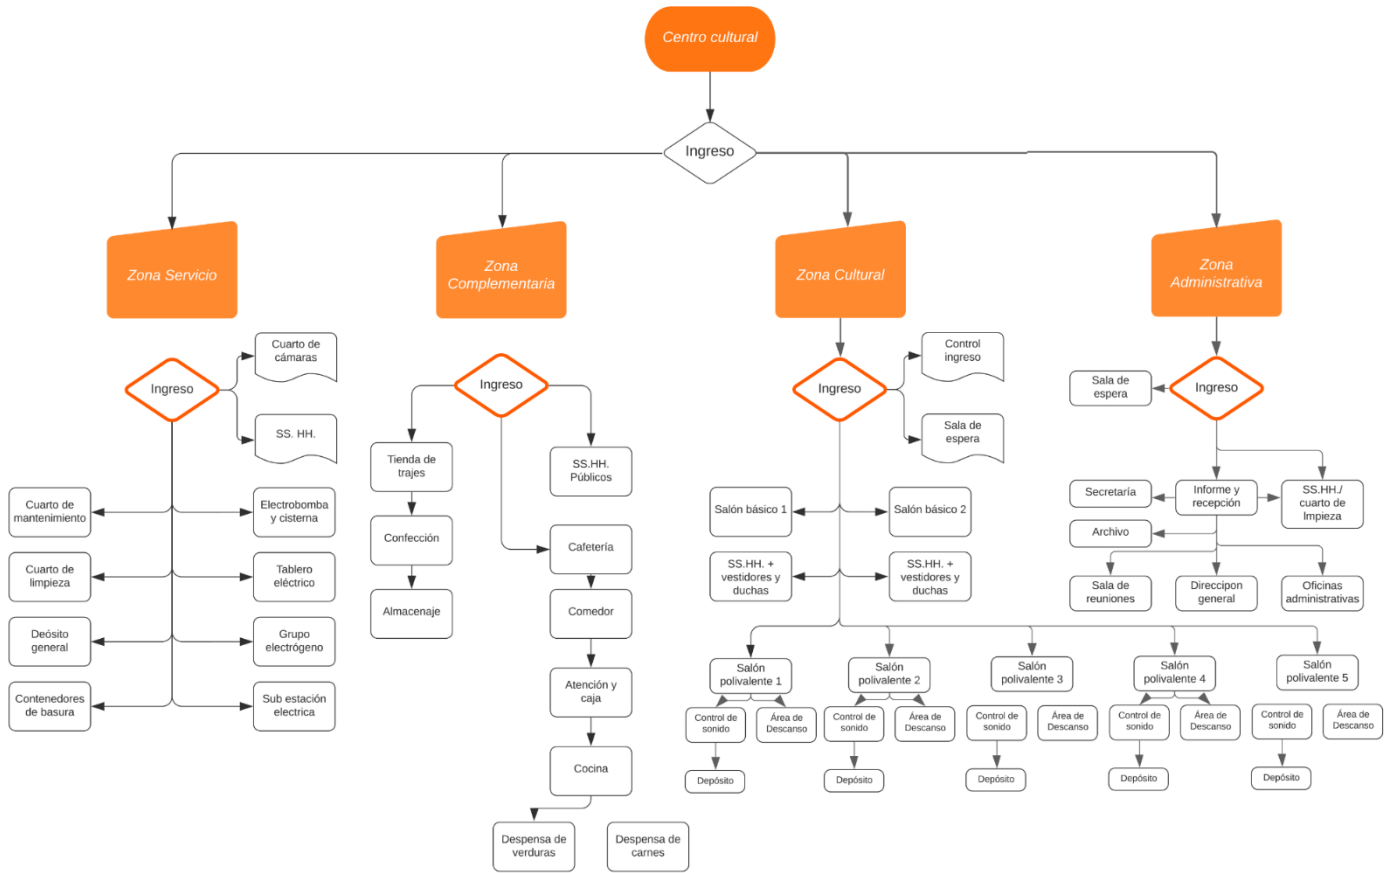 Centro cultural
Ingreso
Zona Servicio
Zona
Complementaria
Zona Cultural
Zona
Administrativa
Ingreso
Cuarto de
cámaras
SS. HH.
Cuarto de
mantenimiento
Electrobomba
y cisterna
Cuarto de
limpieza
Tablero
eléctrico
Deósito
general
Grupo
electrógeno
Contenedores
de basura
Sub estación
electrica
Ingreso
Tienda de
trajes
SS.HH.
Públicos
Confección
Almacenaje
Cafetería
Comedor
Atención y
caja
Cocina
Despensa de
verduras
Despensa de
carnes
Ingreso
Control
ingreso
Sala de
espera
Salón básico 1
Salón básico 2
SS.HH. +
vestidores y
duchas
SS.HH. +
vestidores y
duchas
Salón
polivalente 1
Salón
polivalente 2
Salón
polivalente 3
Salón
polivalente 4
Salón
polivalente 5
Control de
sonido
Área de
Descanso
Control de
sonido
Área de
Descanso
Control de
sonido
Área de
Descanso
Control de
sonido
Área de
Descanso
Control de
sonido
Área de
Descanso
Depósito
Depósito
Depósito
Depósito
Depósito
Ingreso
Sala de
espera
Secretaría
Informe y
recepción
SS.HH./
cuarto de
lmpieza
Archivo
Sala de
reuniones
Direccipon
general
Oficinas
administrativas